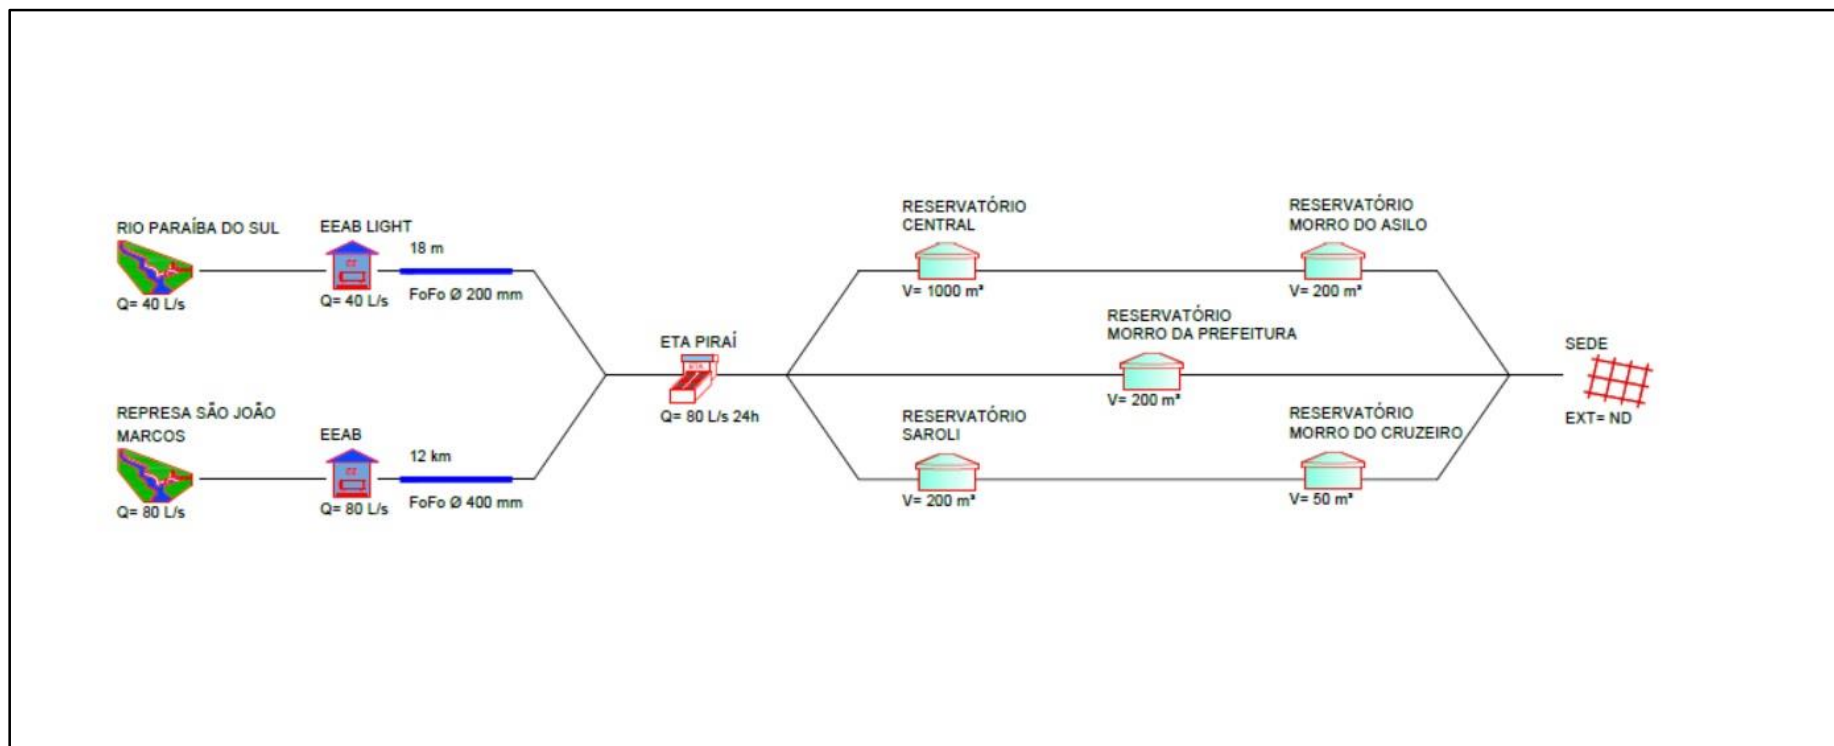 RIO PARAÍBA DO SUL
Q= 40 L/s
EEAB LIGHT
Q= 40 L/s
18 m
FoFo Ø 200 mm
REPRESA SÃO JOÃO
MARCOS
Q= 80 L/s
EEAB
Q= 80 L/s
12 km
FoFo Ø 400 mm
ETA PIRAÍ
Q= 80 L/s 24h
RESERVATÓRIO
CENTRAL
V= 1000 m³
RESERVATÓRIO
MORRO DO ASILO
V= 200 m³
RESERVATÓRIO
MORRO DA PREFEITURA
V= 200 m³
RESERVATÓRIO
SAROLI
V= 200 m³
RESERVATÓRIO
MORRO DO CRUZEIRO
V= 50 m³
SEDE
EXT= ND